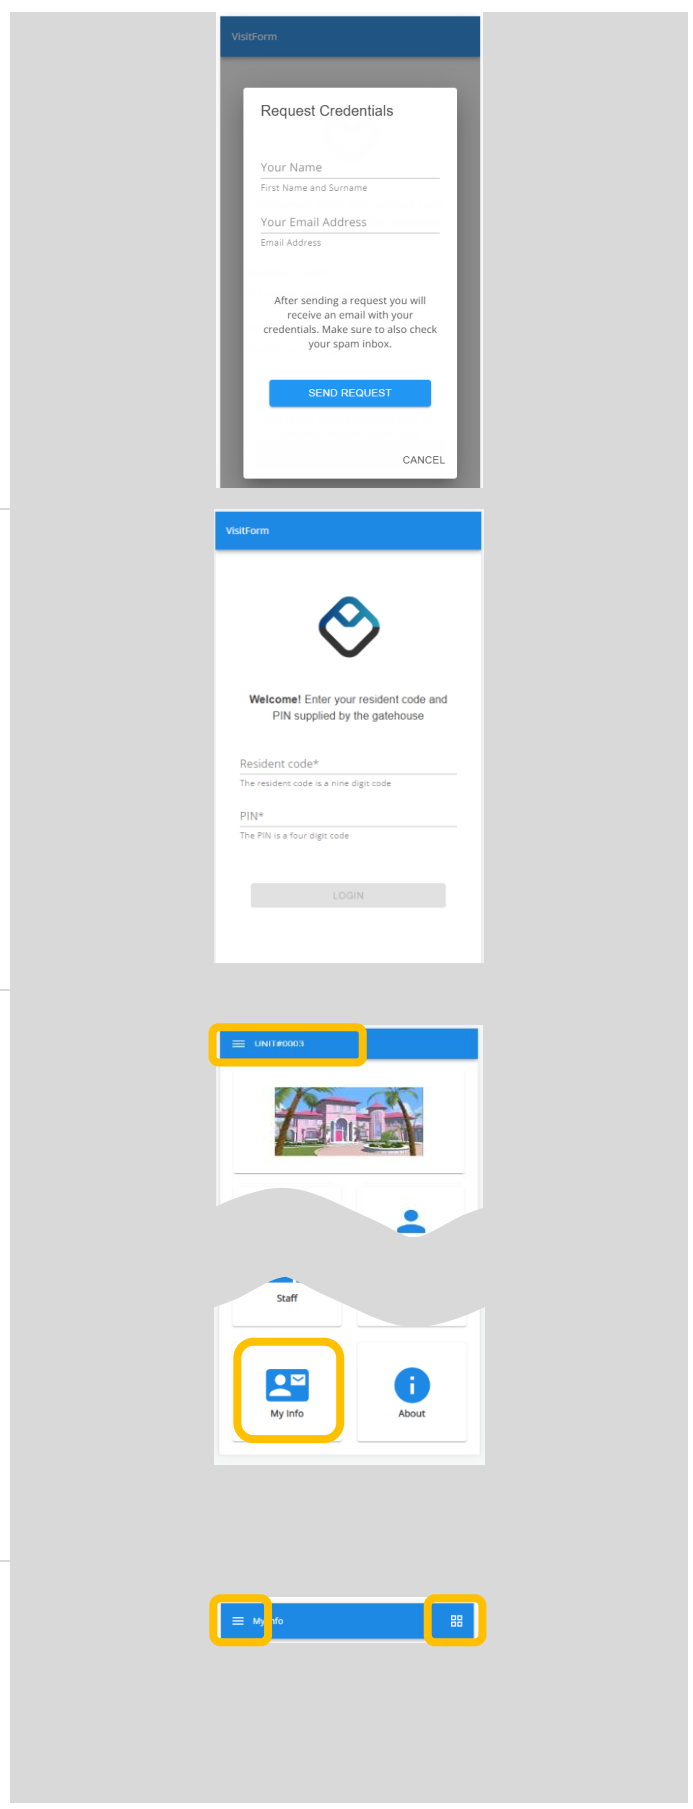 VisitForm
Request Credentials
Your Name
First Name and Surname
Your Email Address
Email Address
After sending a request you will
receive an email with your
credentials. Make sure to also check
your spam inbox.
SEND REQUEST
CANCEL
VisitForm
Welcome! Enter your resident code and
PIN supplied by the gatehouse
Resident code*
The resident code is a nine digit code
PIN*
The PIN is a four digit code
LOGIN
UNIT#0003
Staff
My Info
About
My Info